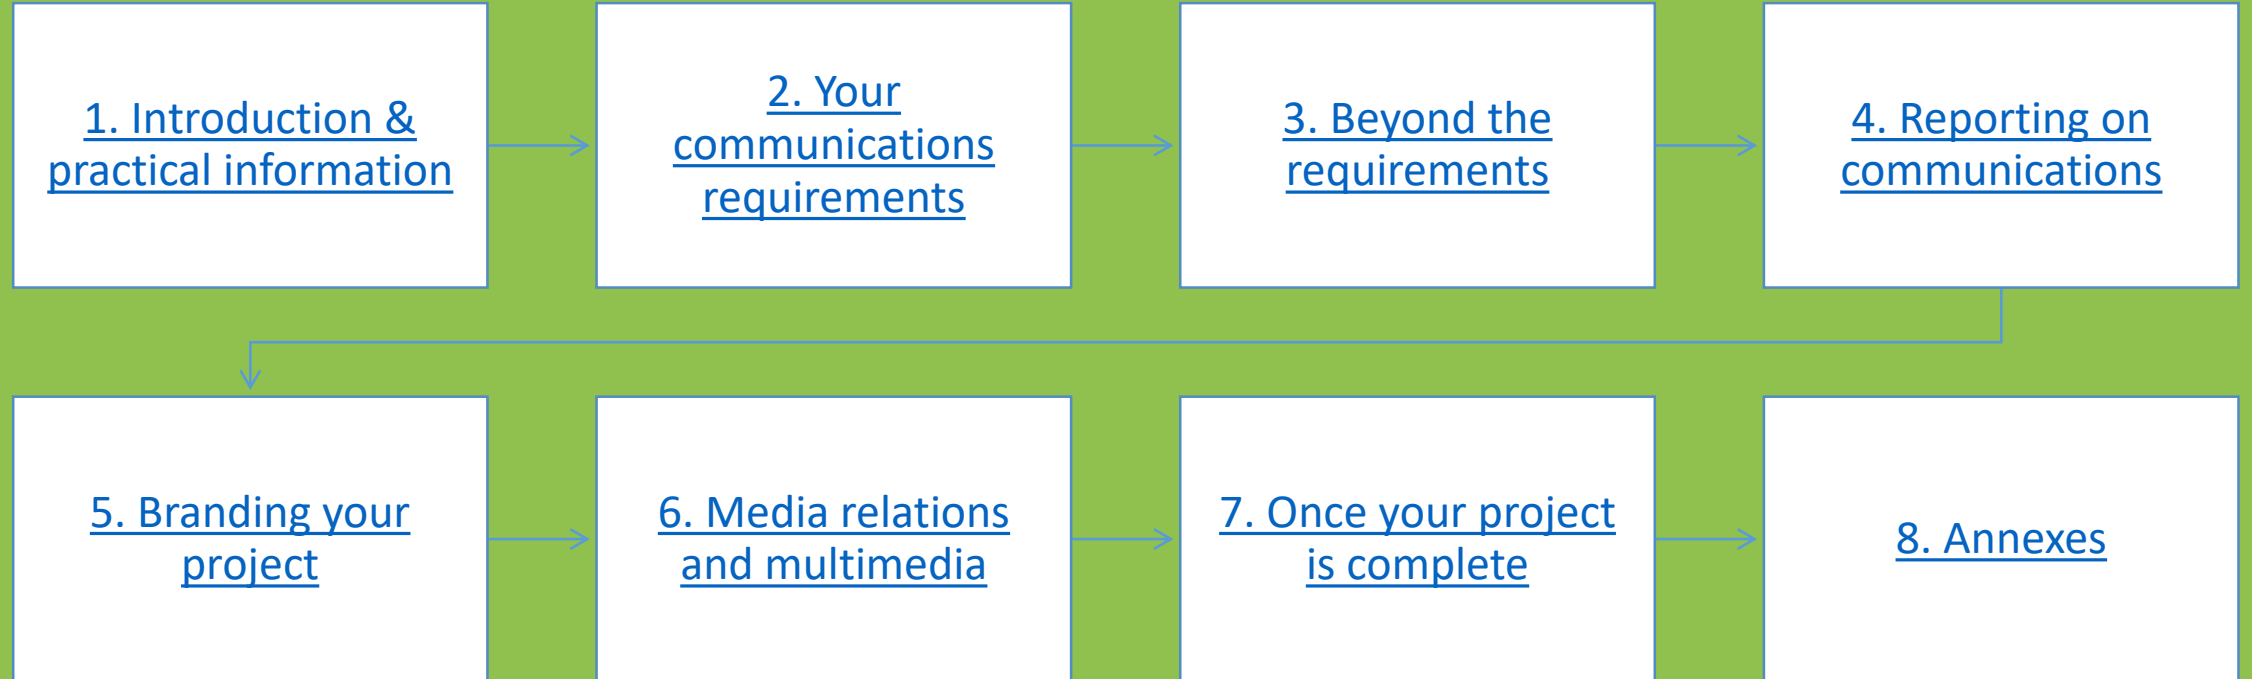 1. Introduction &
practical information
2. Your
communications
requirements
3. Beyond the
requirements
4. Reporting on
communications
5. Branding your
project
6. Media relations
and multimedia
7. Once your project
is complete
8. Annexes